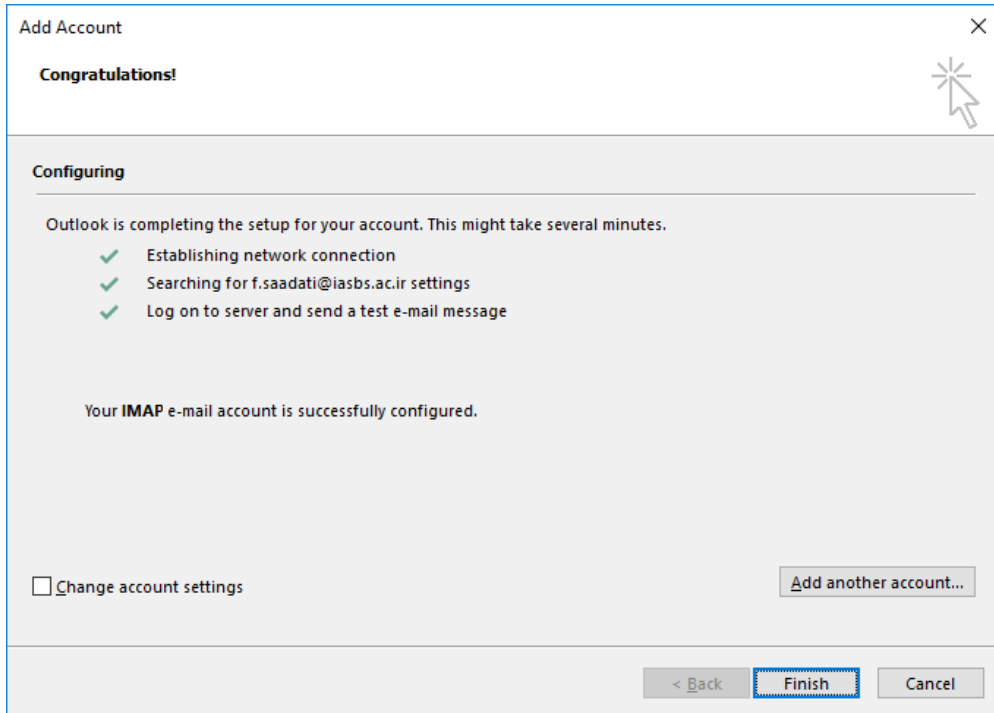 Add Account
Congratulations!
Configuring
Outlook is completing the setup for your account. This might take several minutes.
Establishing network connection
Searching for f.saadati@iasbs.ac.ir settings
Log on to server and send a test e-mail message
Your IMAP e-mail account is successfully configured.
Change account settings
Add another account...
< Back
Finish
Cancel